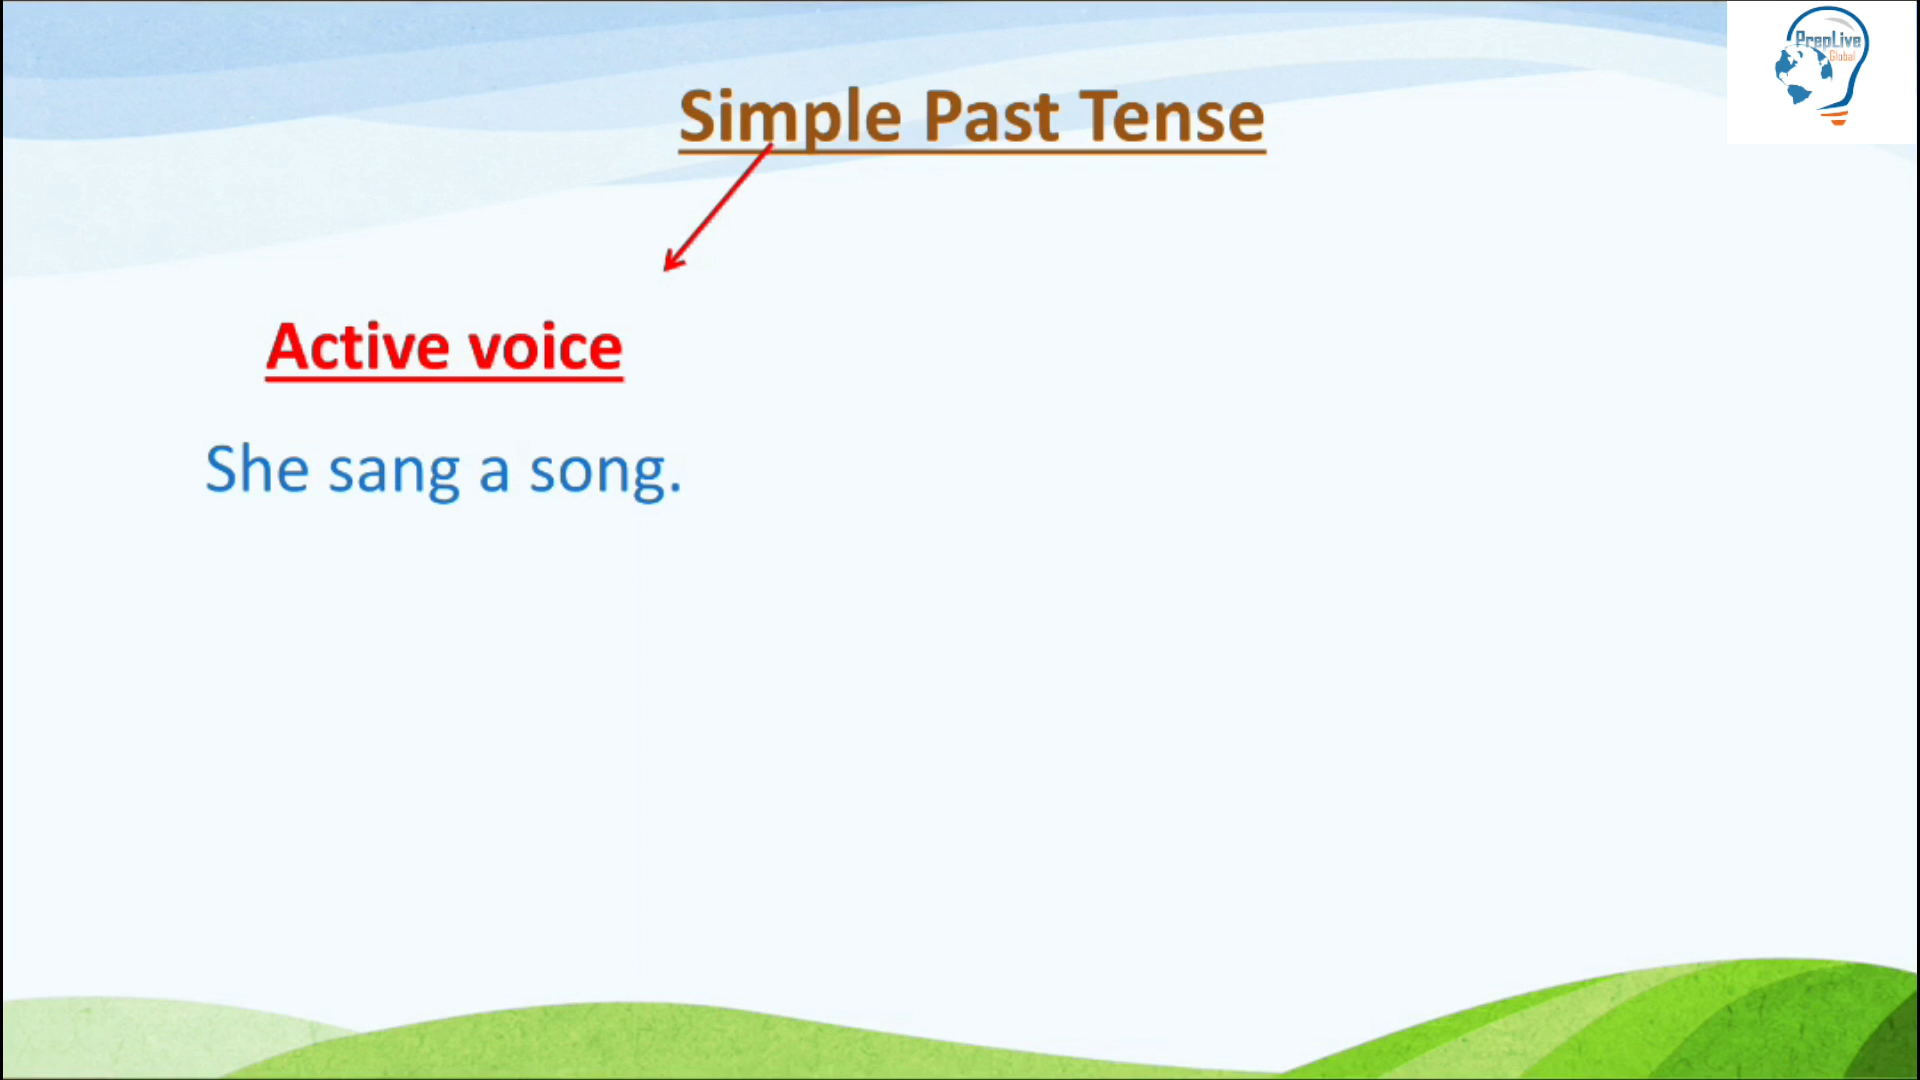 PrepLive
Global
Simple Past Tense
Active voice
She sang a song.